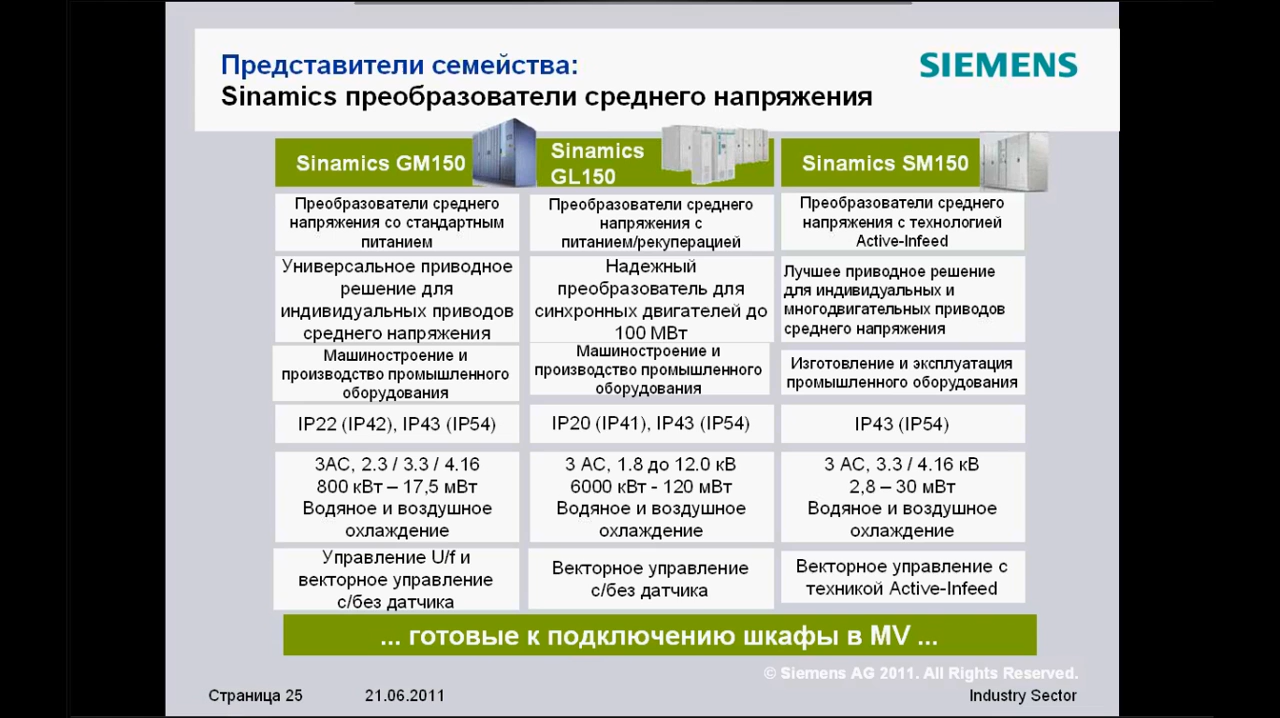 Представители семейства:
SIEMENS
Sinamics преобразователи среднего напряжения
Sinamics GM150
Sinamics
GL150
Sinamics SM150
Преобразователи среднего
напряжения со стандартным
питанием
Преобразователи среднего
напряжения с
питанием/рекуперацией
Преобразователи среднего
напряжения с технологией
Active-Infeed
Универсальное приводное
решение для
индивидуальных приводов
среднего напряжения
Надежный
преобразователь для
синхронных двигателей до
100 МВт
Лучшее приводное решение
для индивидуальных и
многодвигательных приводов
среднего напряжения
Машиностроение и
производство промышленного
оборудования
Машиностроение и
производство промышленного
оборудования
Изготовление и эксплуатация
промышленного оборудования
IP22 (IP42), IP43 (IP54)
IP20 (IP41), IP43 (IP54)
IP43 (IP54)
3AC, 2.3 / 3.3 / 4.16
800 кВт – 17,5 мВт
Водяное и воздушное
охлаждение
3 AC, 1.8 до 12.0 кВ
6000 кВт - 120 мВт
Водяное и воздушное
охлаждение
3 AC, 3.3 / 4.16 кВ
2,8 – 30 мВт
Водяное и воздушное
охлаждение
Управление U/f и
векторное управление
с/без датчика
Векторное управление
с/без датчика
Векторное управление с
техникой Active-Infeed
... готовые к подключению шкафы в MV ...
© Siemens AG 2011. All Rights Reserved.
Страница 25
21.06.2011
Industry Sector